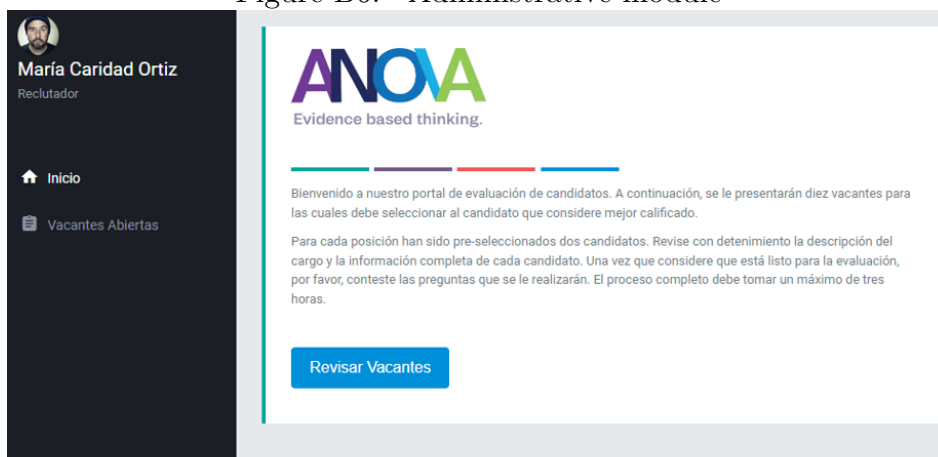 María Caridad Ortiz
Reclutador
Inicio
Vacantes Abiertas
ANOVA
Evidence based thinking.
Bienvenido a nuestro portal de evaluación de candidatos. A continuación, se le presentarán diez vacantes para
las cuales debe seleccionar al candidato que considere mejor calificado.
Para cada posición han sido pre-seleccionados dos candidatos. Revise con detenimiento la descripción del
cargo y la información completa de cada candidato. Una vez que considere que está listo para la evaluación,
por favor, conteste las preguntas que se le realizarán. El proceso completo debe tomar un máximo de tres
horas.
Revisar Vacantes